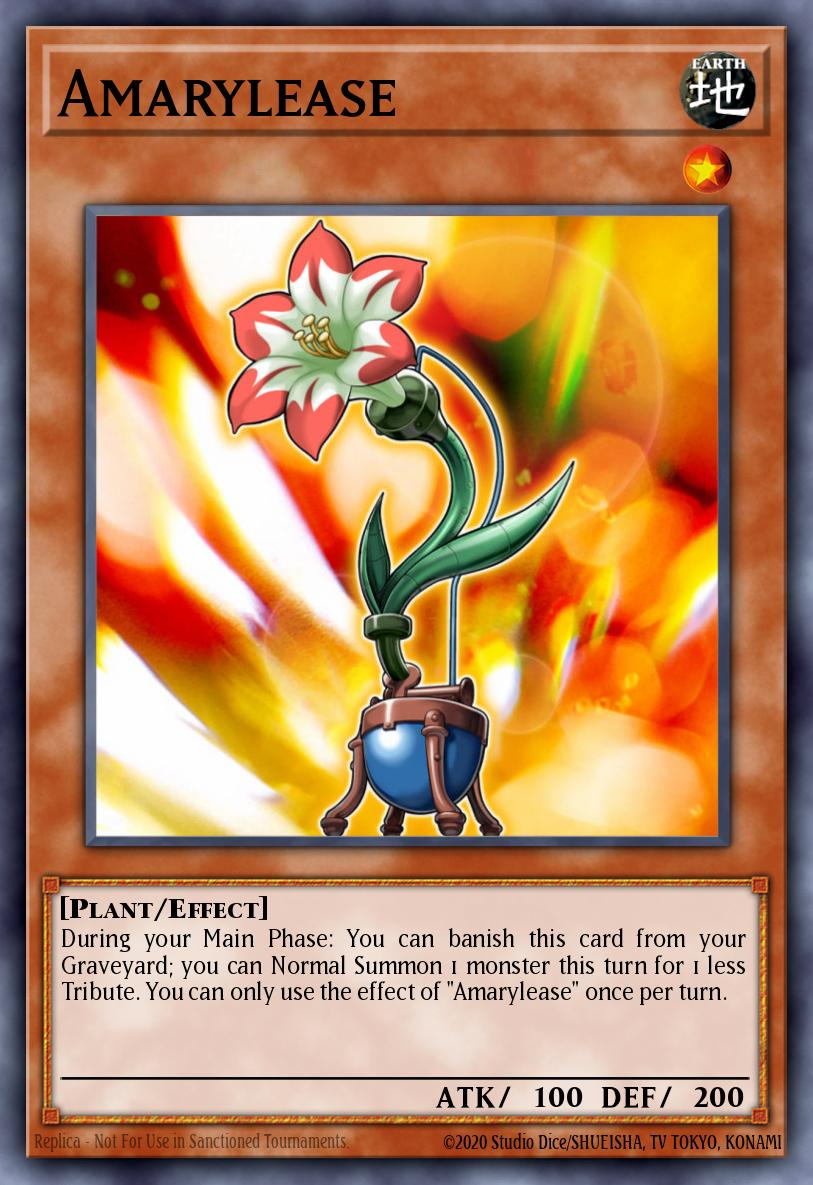 AMARYLEASE
EARTH
地
[PLANT/EFFECT]
During your Main Phase: You can banish this card from your
Graveyard; you can Normal Summon 1 monster this turn for 1 less
Tribute. You can only use the effect of "Amarylease" once per turn.
ATK/ 100 DEF/ 200
Replica - Not For Use in Sanctioned Tournaments.
©2020 Studio Dice/SHUEISHA, TV TOKYO, KONAMI